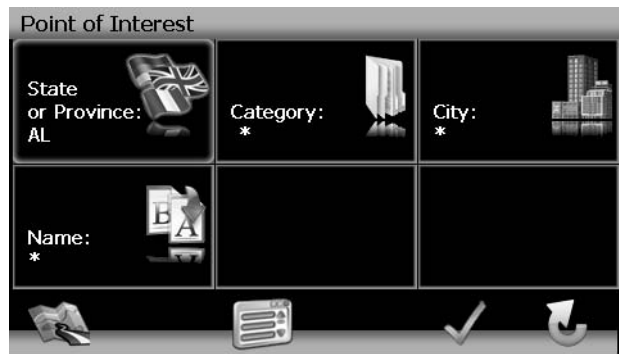 Point of Interest
State
or Province:
AL
Category:
*
City:
*
Name:
*
B A